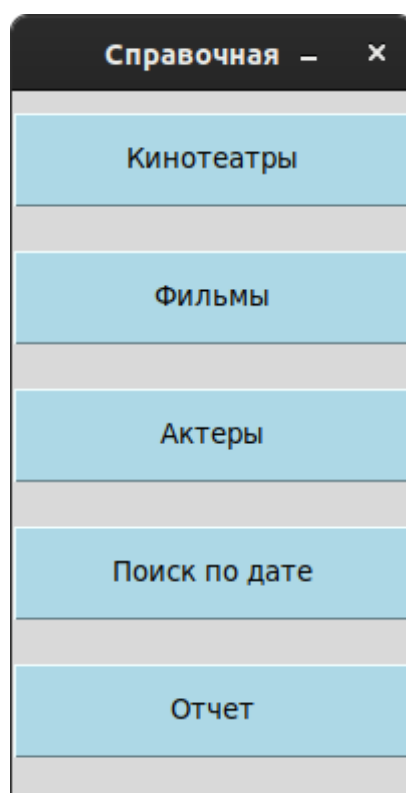 Справочная
Кинотеатры
Фильмы
Актеры
Поиск по дате
Отчет